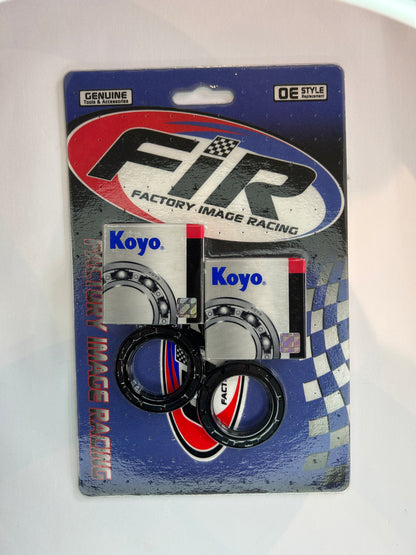 GENUINE
Tools & Accessories
OE STYLE
Replacement
FIR
FACTORY IMAGE RACING
Koyo®
Koyo®
FACTORY IMAGE RACING